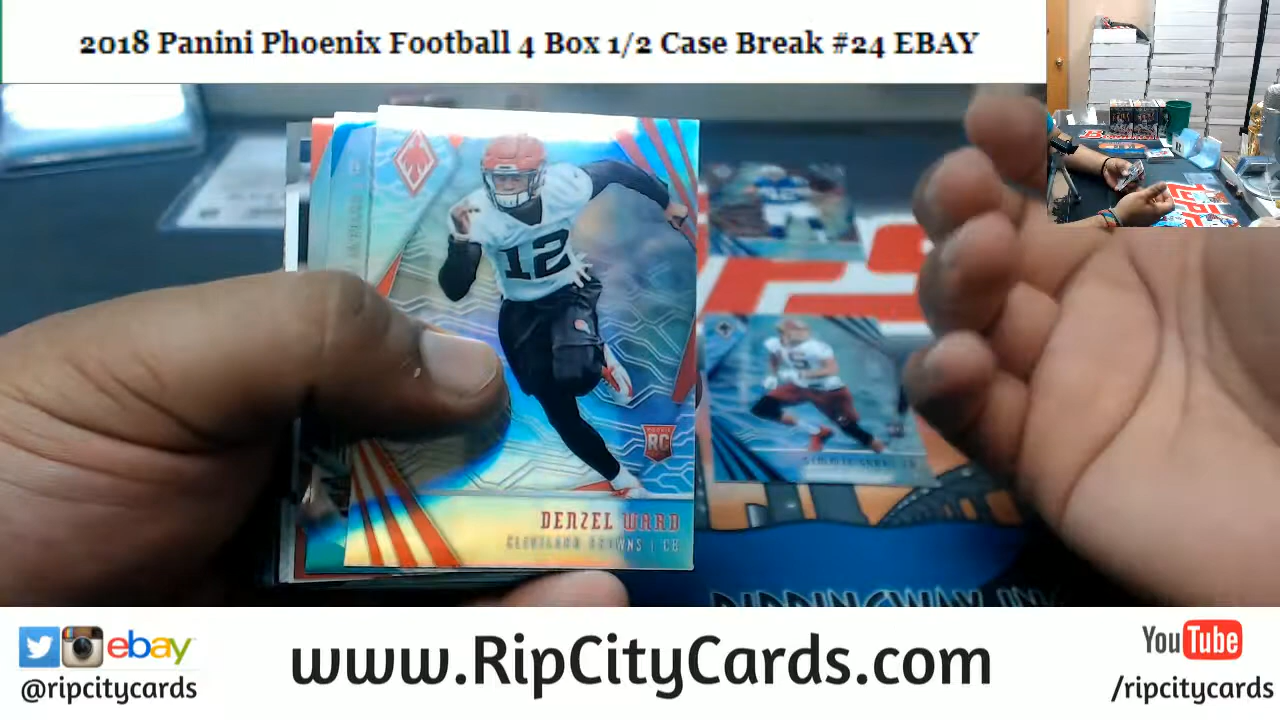 2018 Panini Phoenix Football 4 Box 1/2 Case Break #24 EBAY
12
RC
DENZEL WARD
CLEVELAND BROWNS | CB
ebay
@ripcitycards
www.RipCityCards.com
YouTube
/ripcitycards